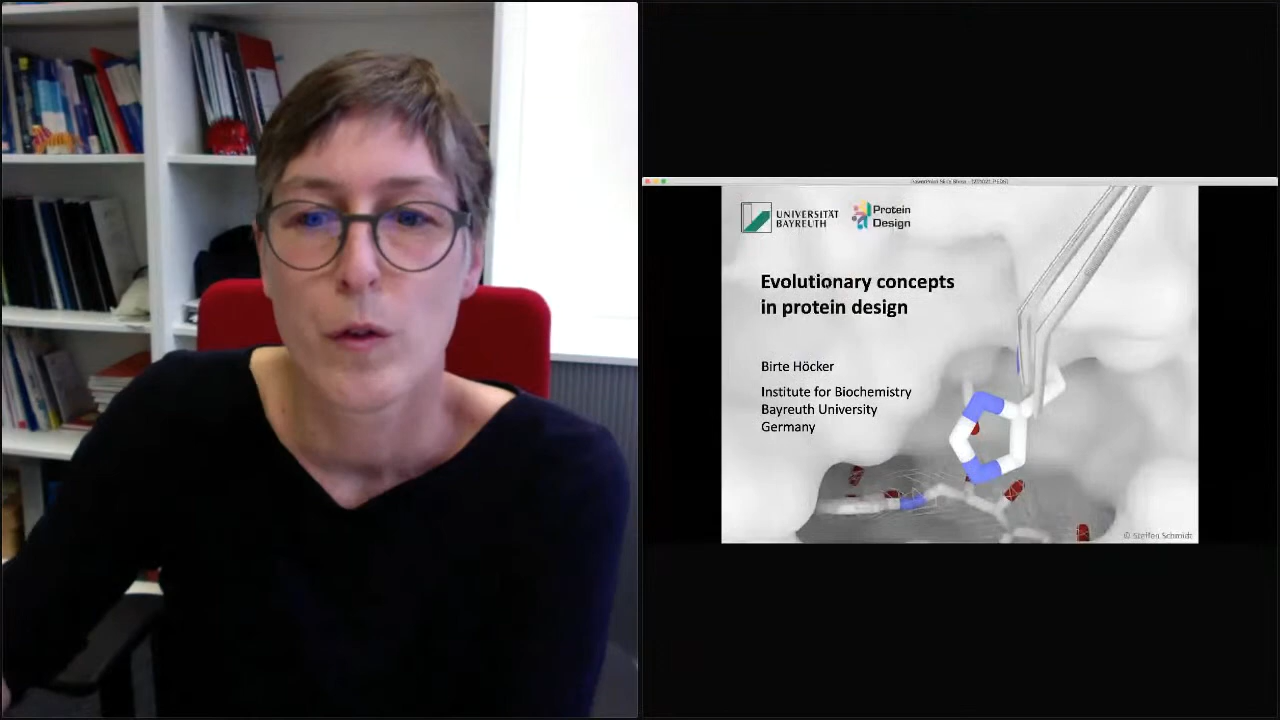 UNIVERSITÄT
BAYREUTH
Protein
Design
Evolutionary concepts
in protein design
Birte Höcker
Institute for Biochemistry
Bayreuth University
Germany
© Steffen Schmidt